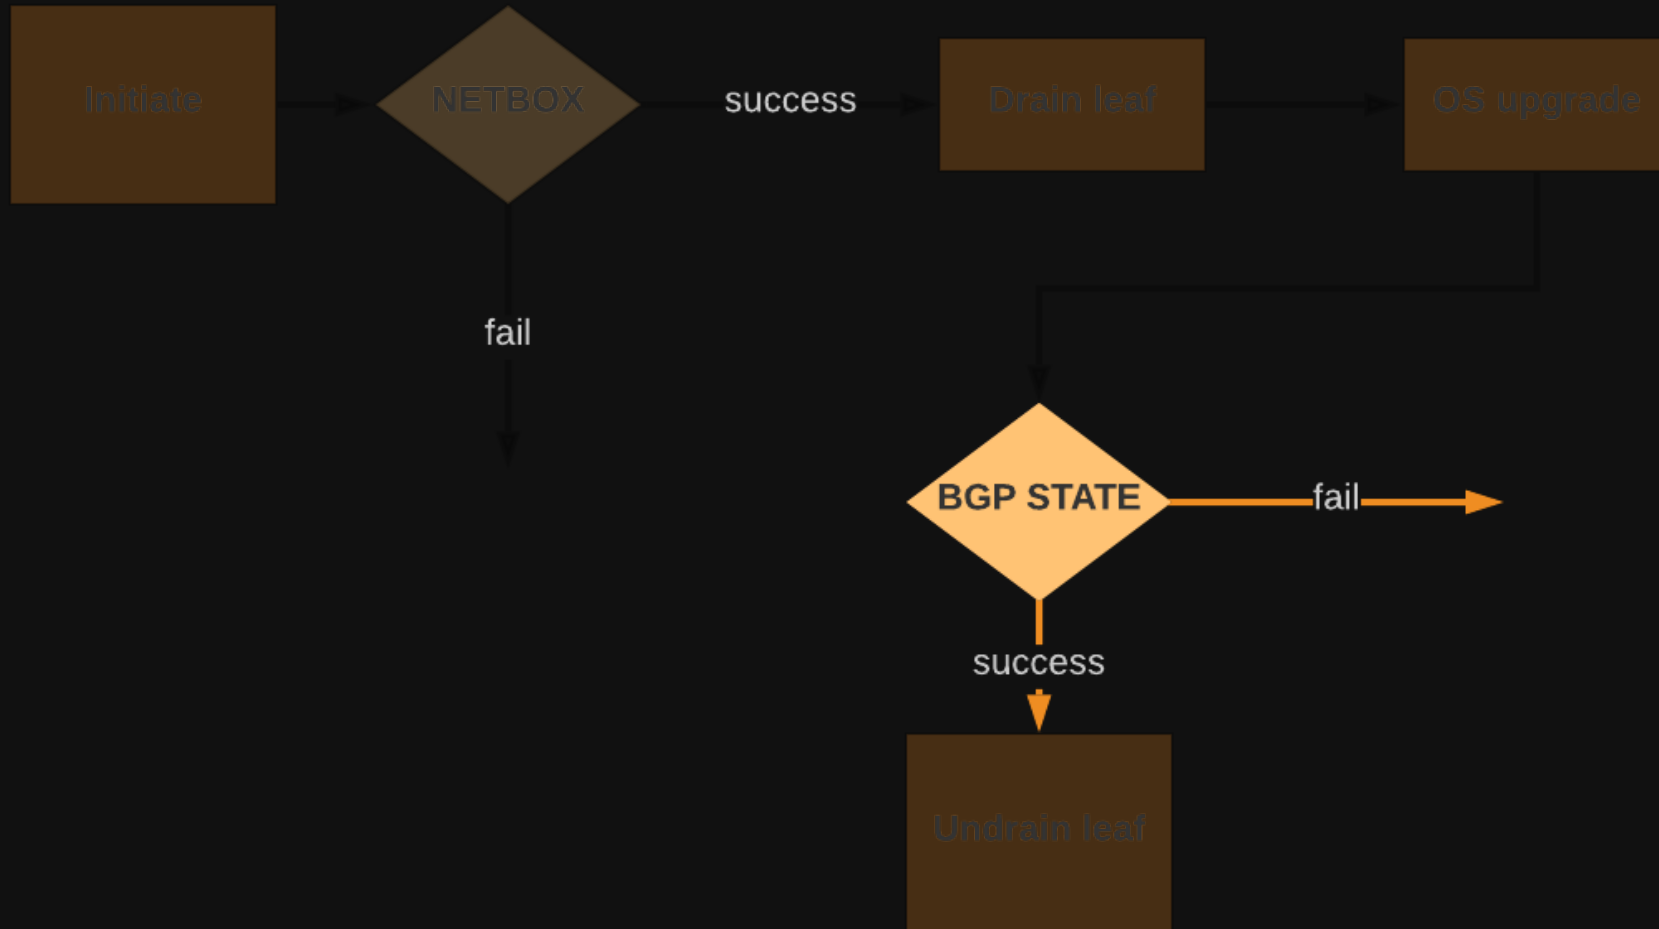 Initiate
NETBOX
success
Drain leaf
OS upgrade
fail
BGP STATE
fail
success
Undrain leaf